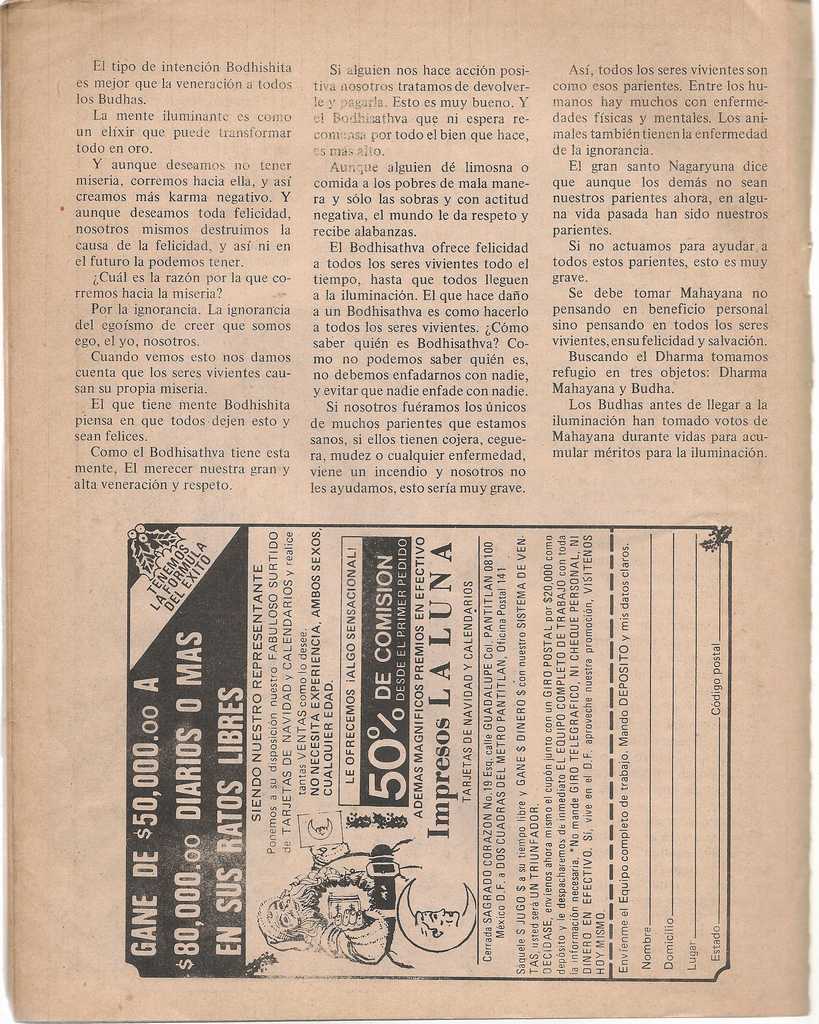 El tipo de intención Bodhishita
es mejor que la veneración a todos
los Budhas.
La mente iluminante es como
un elíxir que puede transformar
todo en oro.
Y aunque deseamos no tener
miseria, corremos hacia ella, y así
creamos más karma negativo. Y
aunque deseamos toda felicidad,
nosotros mismos destruimos la
causa de la felicidad, y así ni en
el futuro la podemos tener.
¿Cuál es la razón por la que co-
rremos hacia la miseria?
Por la ignorancia. La ignorancia
del egoísmo de creer que somos
ego, el yo, nosotros.
Cuando vemos esto nos damos
cuenta que los seres vivientes cau-
san su propia miseria.
El que tiene mente Bodhishita
piensa en que todos dejen esto y
sean felices.
Como el Bodhisathva tiene esta
mente, El merecer nuestra gran y
alta veneración y respeto.
Si alguien nos hace acción posi-
tiva nosotros tratamos de devolver-
le y pagarla. Esto es muy bueno. Y
el Bodhisathva que ni espera re-
compensa por todo el bien que hace,
es más alto.
Aunque alguien dé limosna o
comida a los pobres de mala mane-
ra y sólo las sobras y con actitud
negativa, el mundo le da respeto y
recibe alabanzas.
El Bodhisathva ofrece felicidad
a todos los seres vivientes todo el
tiempo, hasta que todos lleguen
a la iluminación. El que hace daño
a un Bodhisatva es como hacerlo
a todos los seres vivientes. ¿Cómo
saber quién es Bodhisatva? Co-
mo no podemos saber quién es,
no debemos enfadarnos con nadie,
y evitar que nadie enfade con nadie.
Si nosotros fuéramos los únicos
de muchos parientes que estamos
sanos, si ellos tienen cojera, cegue-
ra, mudez o cualquier enfermedad,
viene un incendio y nosotros no
les ayudamos, esto sería muy grave.
Así, todos los seres vivientes son
como esos parientes. Entre los hu-
manos hay muchos con enferme-
dades físicas y mentales. Los ani-
males también tienen la enfermedad
de la ignorancia.
El gran santo Nagaryuna dice
que aunque los demás no sean
nuestros parientes ahora, en algu-
na vida pasada han sido nuestros
parientes.
Si no actuamos para ayudar a
todos estos parientes, esto es muy
grave.
Se debe tomar Mahayana no
pensando en beneficio personal
sino pensando en todos los seres
vivientes, en su felicidad y salvación.
Buscando el Dharma tomamos
refugio en tres objetos: Dharma
Mahayana y Budha.
Los Budhas antes de llegar a la
iluminación han tomado votos de
Mahayana durante vidas para acu-
mular méritos para la iluminación.
TENEMOS
LA FORMULA
DEL EXITO
GANE DE $50,000.00 A
$80,000.00 DIARIOS O MAS
EN SUS RATOS LIBRES
SIENDO NUESTRO REPRESENTANTE
Ponemos a su disposición nuestro FABULOSO SURTIDO
de TARJETAS DE NAVIDAD y CALENDARIOS y realice
tantas VENTAS como lo desee.
NO NECESITA EXPERIENCIA, AMBOS SEXOS,
CUALQUIER EDAD.
LE OFRECEMOS ¡ALGO SENSACIONAL!
50% DE COMISION
DESDE EL PRIMER PEDIDO
ADEMAS MAGNIFICOS PREMIOS EN EFECTIVO
Impresos LA LUNA
TARJETAS DE NAVIDAD Y CALENDARIOS
Cerrada SAGRADO CORAZON No.19 Esq. calle GUADALUPE Col. PANTITLAN 08100
México D.F. a DOS CUADRAS DEL METRO PANTITLAN, Oficina Postal 141
Sáquele $ JUGO $ a su tiempo libre y GANE $ DINERO $ con nuestro SISTEMA DE VEN-
TAS, usted será UN TRIUNFADOR.
DECIDASE, envíenos ahora mismo el cupón junto con un GIRO POSTAL por $20,000 como
depósito y le despacharemos de inmediato EL EQUIPO COMPLETO DE TRABAJO con toda
la información necesaria. *No mande GIRO TELEGRAFICO, NI CHEQUE PERSONAL, NI
DINERO EN EFECTIVO. Si, vive en el D.F. aproveche nuestra promoción, VISITENOS
HOY MISMO.
Envíenme el Equipo completo de trabajo. Mando DEPOSITO y mis datos claros.
Nombre
Domicilio
Lugar
Estado Código postal